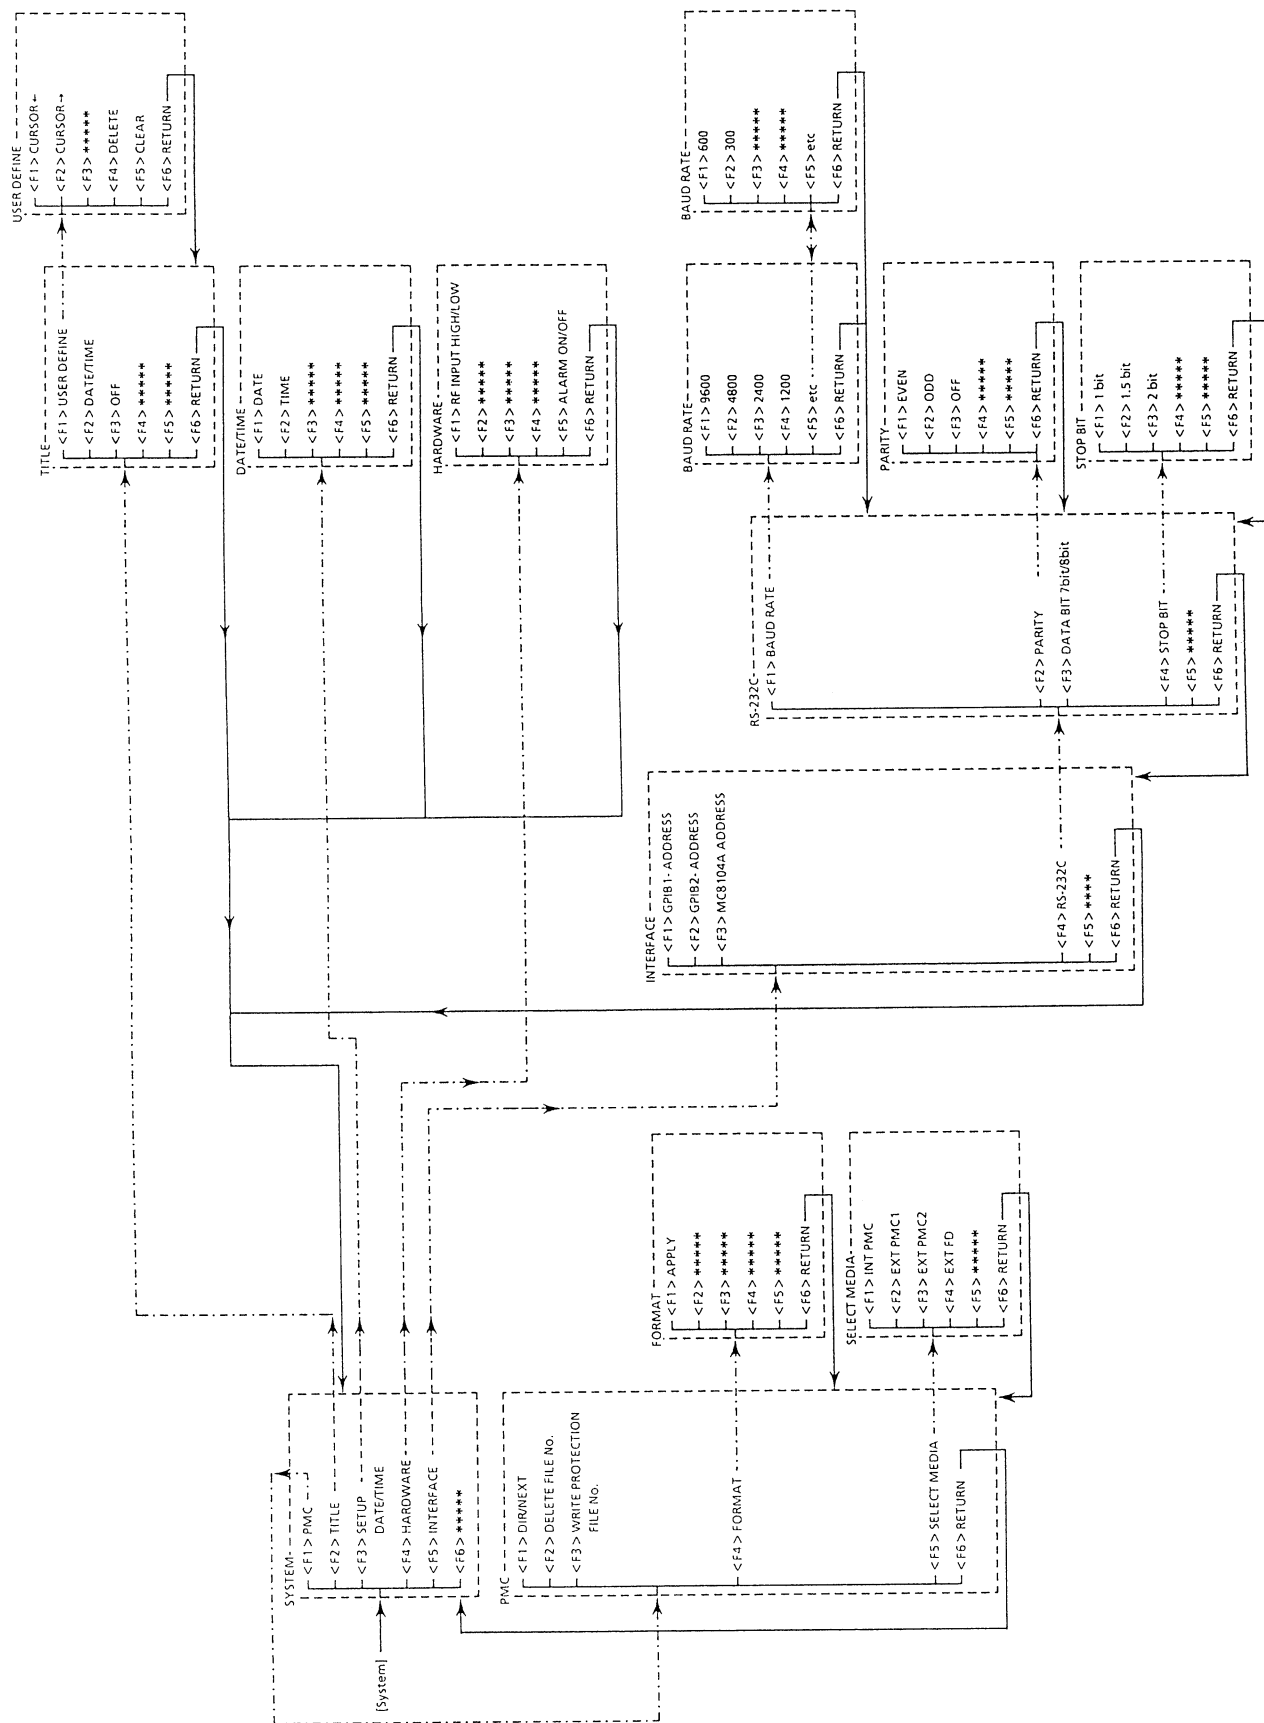 [System]
SYSTEM
<F1> PMC
<F2> TITLE
<F3> SETUP
DATE/TIME
<F4> HARDWARE
<F5> INTERFACE
<F6> *****
PMC
<F1> DIR/NEXT
<F2> DELETE FILE No.
<F3> WRITE PROTECTION
FILE No.
<F4> FORMAT
<F5> SELECT MEDIA
<F6> RETURN
FORMAT
<F1> APPLY
<F2> *****
<F3> *****
<F4> *****
<F5> *****
<F6> RETURN
SELECT MEDIA
<F1> INT PMC
<F2> EXT PMC1
<F3> EXT PMC2
<F4> EXT FD
<F5> *****
<F6> RETURN
INTERFACE
<F1> GPIB1- ADDRESS
<F2> GPIB2- ADDRESS
<F3> MC8104A ADDRESS
<F4> RS-232C
<F5> ****
<F6> RETURN
RS-232C
<F1> BAUD RATE
<F2> PARITY
<F3> DATA BIT 7bit/8bit
<F4> STOP BIT
<F5> *****
<F6> RETURN
TITLE
<F1> USER DEFINE
<F2> DATE/TIME
<F3> OFF
<F4> *****
<F5> *****
<F6> RETURN
DATE/TIME
<F1> DATE
<F2> TIME
<F3> *****
<F4> *****
<F5> *****
<F6> RETURN
HARDWARE
<F1> RF INPUT HIGH/LOW
<F2> *****
<F3> *****
<F4> *****
<F5> ALARM ON/OFF
<F6> RETURN
BAUD RATE
<F1> 9600
<F2> 4800
<F3> 2400
<F4> 1200
<F5> etc
<F6> RETURN
PARITY
<F1> EVEN
<F2> ODD
<F3> OFF
<F4> *****
<F5> *****
<F6> RETURN
STOP BIT
<F1> 1 bit
<F2> 1.5 bit
<F3> 2 bit
<F4> *****
<F5> *****
<F6> RETURN
USER DEFINE
<F1> CURSOR ←
<F2> CURSOR →
<F3> *****
<F4> DELETE
<F5> CLEAR
<F6> RETURN
BAUD RATE
<F1> 600
<F2> 300
<F3> *****
<F4> *****
<F5> etc
<F6> RETURN